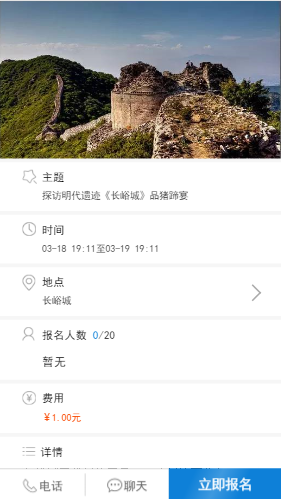 主题
探访明代遗迹《长峪城》品猪蹄宴
时间
03-18 19:11至03-19 19:11
地点
长峪城
报名人数 0/20
暂无
费用
￥1.00元
详情
电话 聊天 立即报名